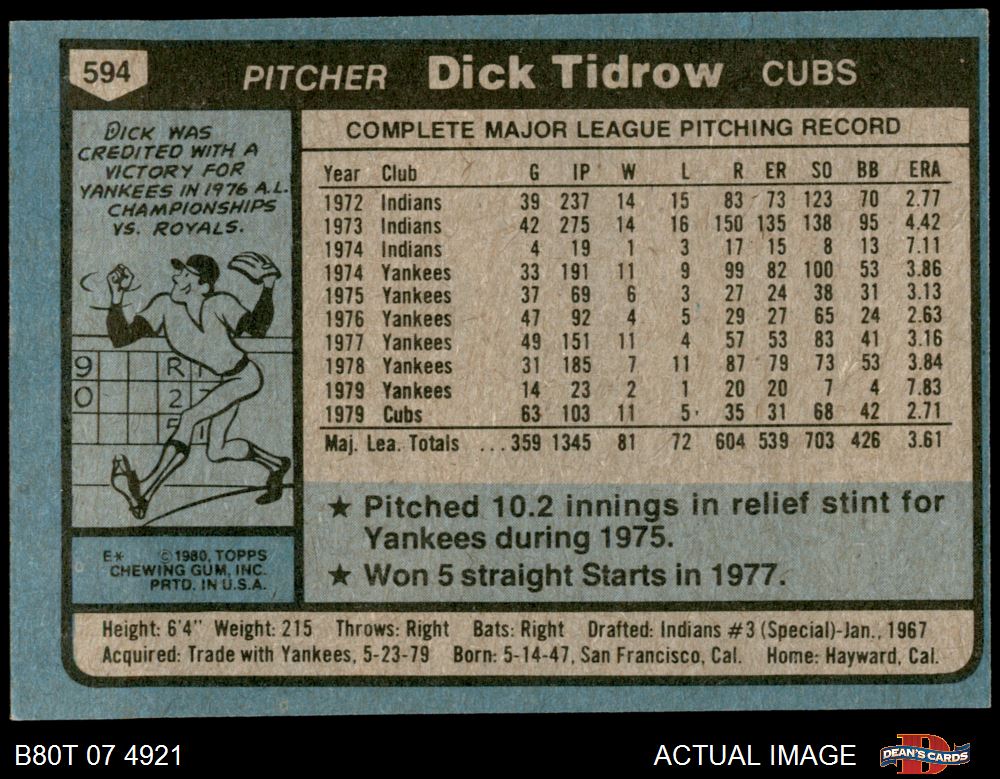 594 PITCHER Dick Tidrow CUBS
DICK WAS
CREDITED WITH A
VICTORY FOR
YANKEES IN 1976 A.L.
CHAMPIONSHIPS
VS. ROYALS.
9 R
0 2
COMPLETE MAJOR LEAGUE PITCHING RECORD
Year Club G IP W L R ER SO BB ERA
1972 Indians 39 237 14 15 83 73 123 70 2.77
1973 Indians 42 275 14 16 150 135 138 95 4.42
1974 Indians 4 19 1 3 17 15 8 13 7.11
1974 Yankees 33 191 11 9 99 82 100 53 3.86
1975 Yankees 37 69 6 3 27 24 38 31 3.13
1976 Yankees 47 92 4 5 29 27 65 24 2.63
1977 Yankees 49 151 11 4 57 53 83 41 3.16
1978 Yankees 31 185 7 11 87 79 73 53 3.84
1979 Yankees 14 23 2 1 20 20 7 4 7.83
1979 Cubs 63 103 11 5 35 31 68 42 2.71
Maj. Lea. Totals ... 359 1345 81 72 604 539 703 426 3.61
★ Pitched 10.2 innings in relief stint for
Yankees during 1975.
★ Won 5 straight Starts in 1977.
E* ©1980, TOPPS
CHEWING GUM, INC.
PRTD. IN U.S.A.
Height: 6'4" Weight: 215 Throws: Right Bats: Right Drafted: Indians #3 (Special)-Jan., 1967
Acquired: Trade with Yankees, 5-23-79 Born: 5-14-47, San Francisco, Cal. Home: Hayward, Cal.
B80T 07 4921 ACTUAL IMAGE DEAN'S CARDS